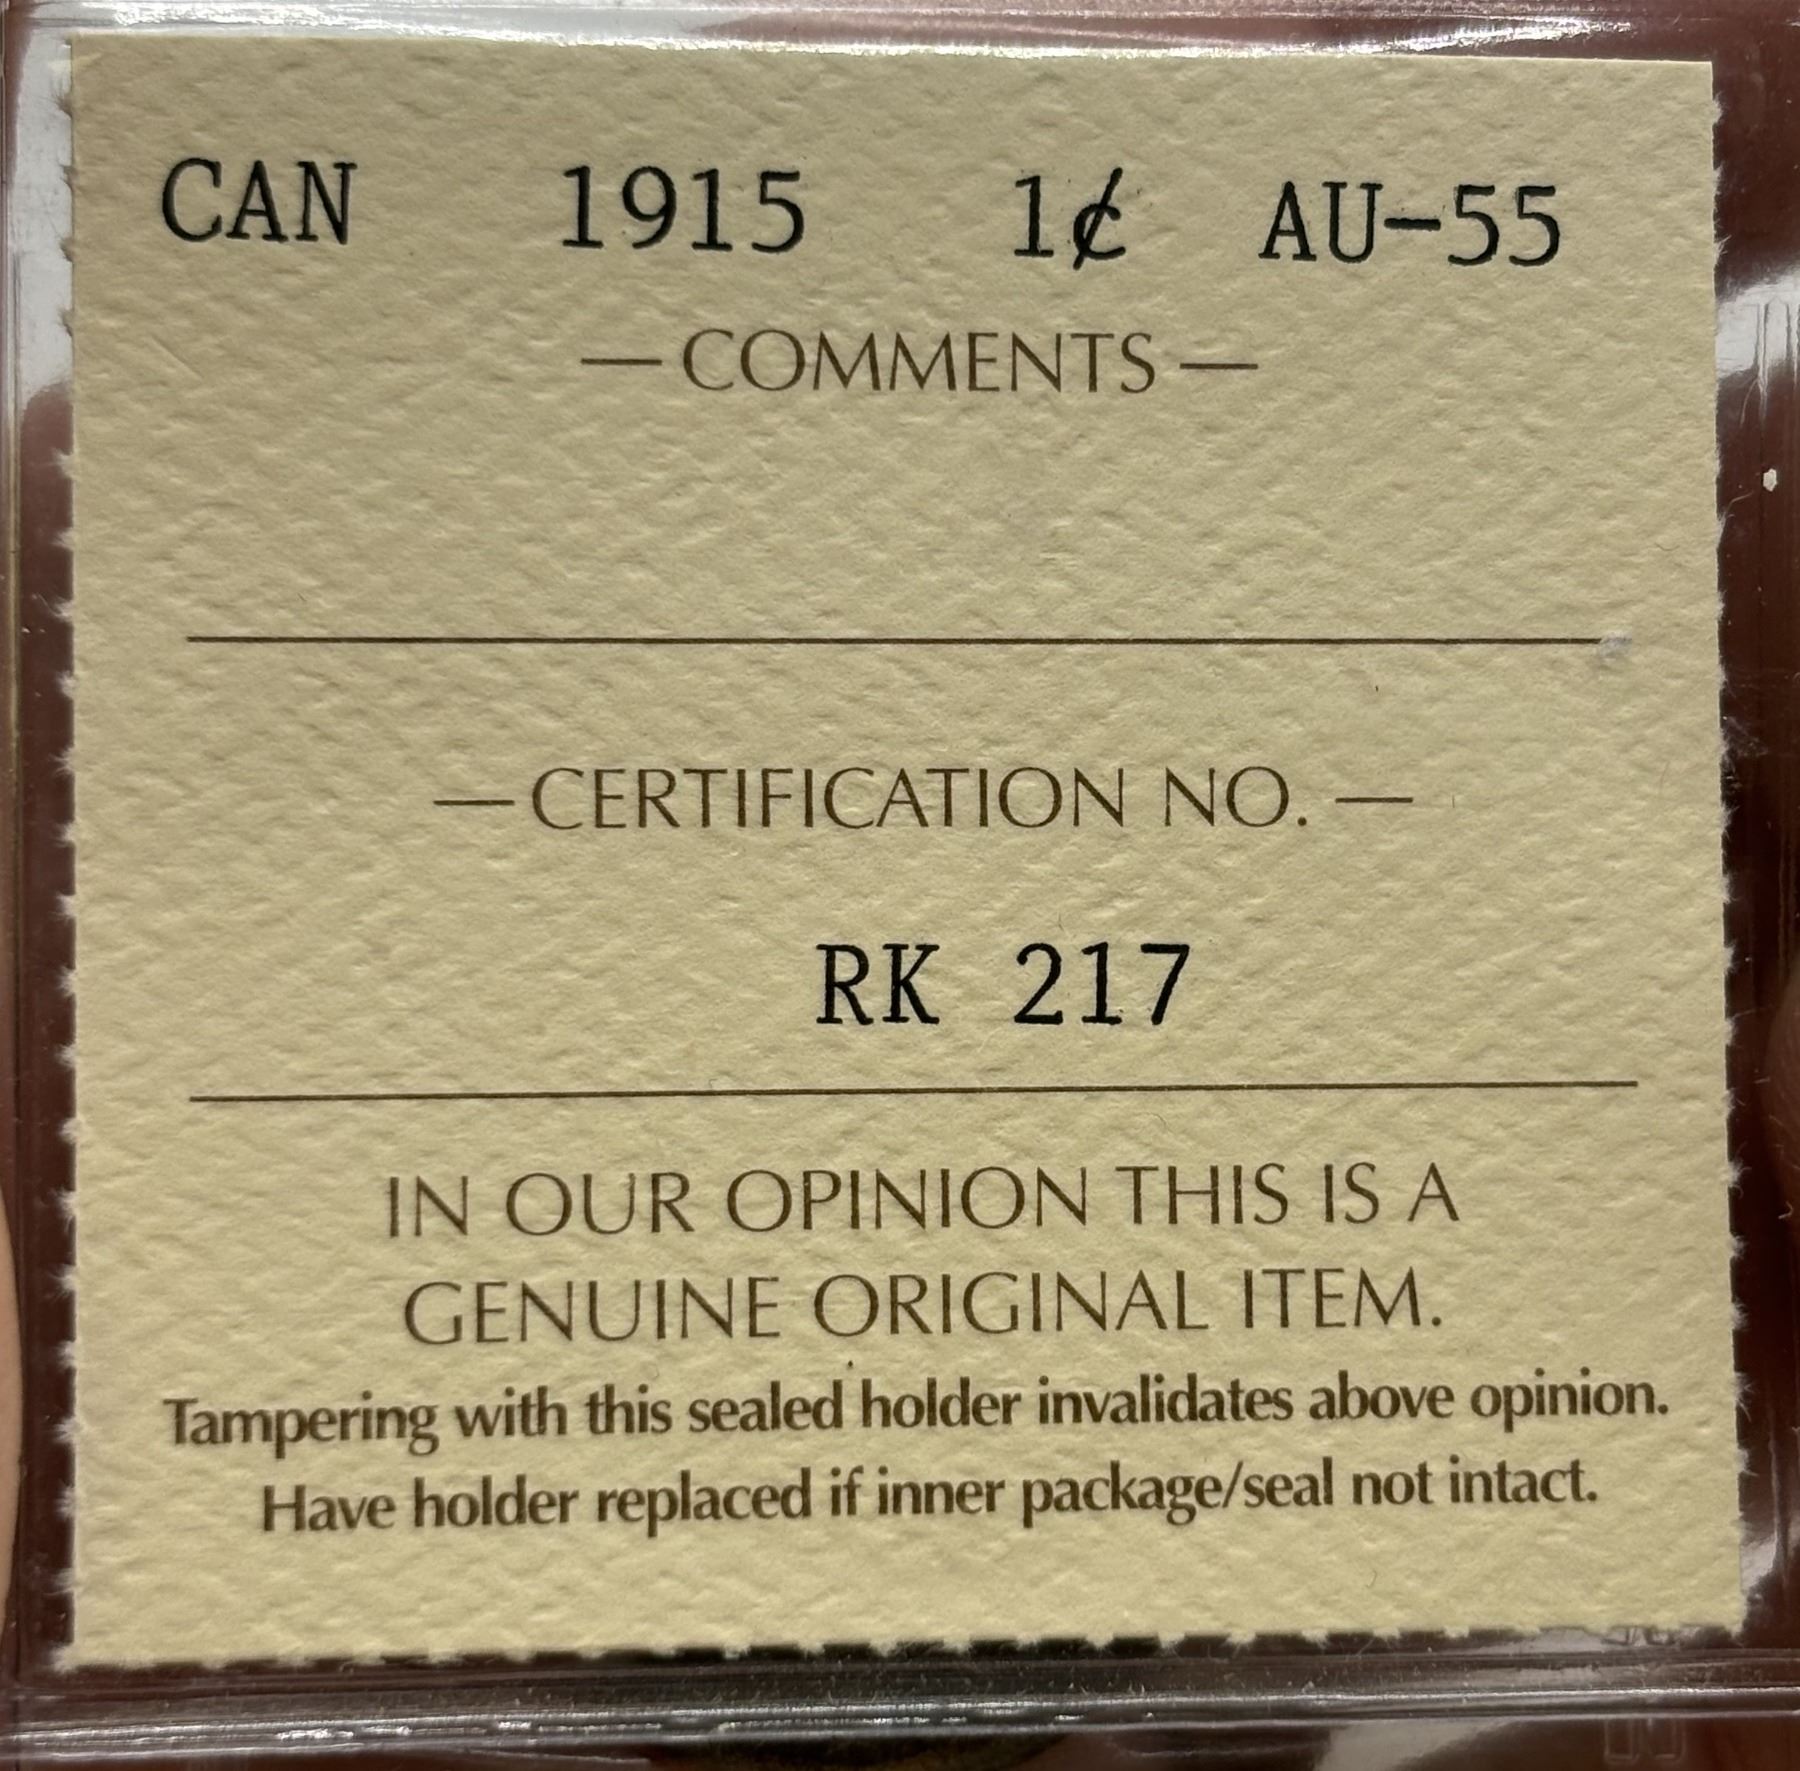 CAN 1915 1¢ AU-55
— COMMENTS —
— CERTIFICATION NO. —
RK 217
IN OUR OPINION THIS IS A
GENUINE ORIGINAL ITEM.
Tampering with this sealed holder invalidates above opinion.
Have holder replaced if inner package/seal not intact.